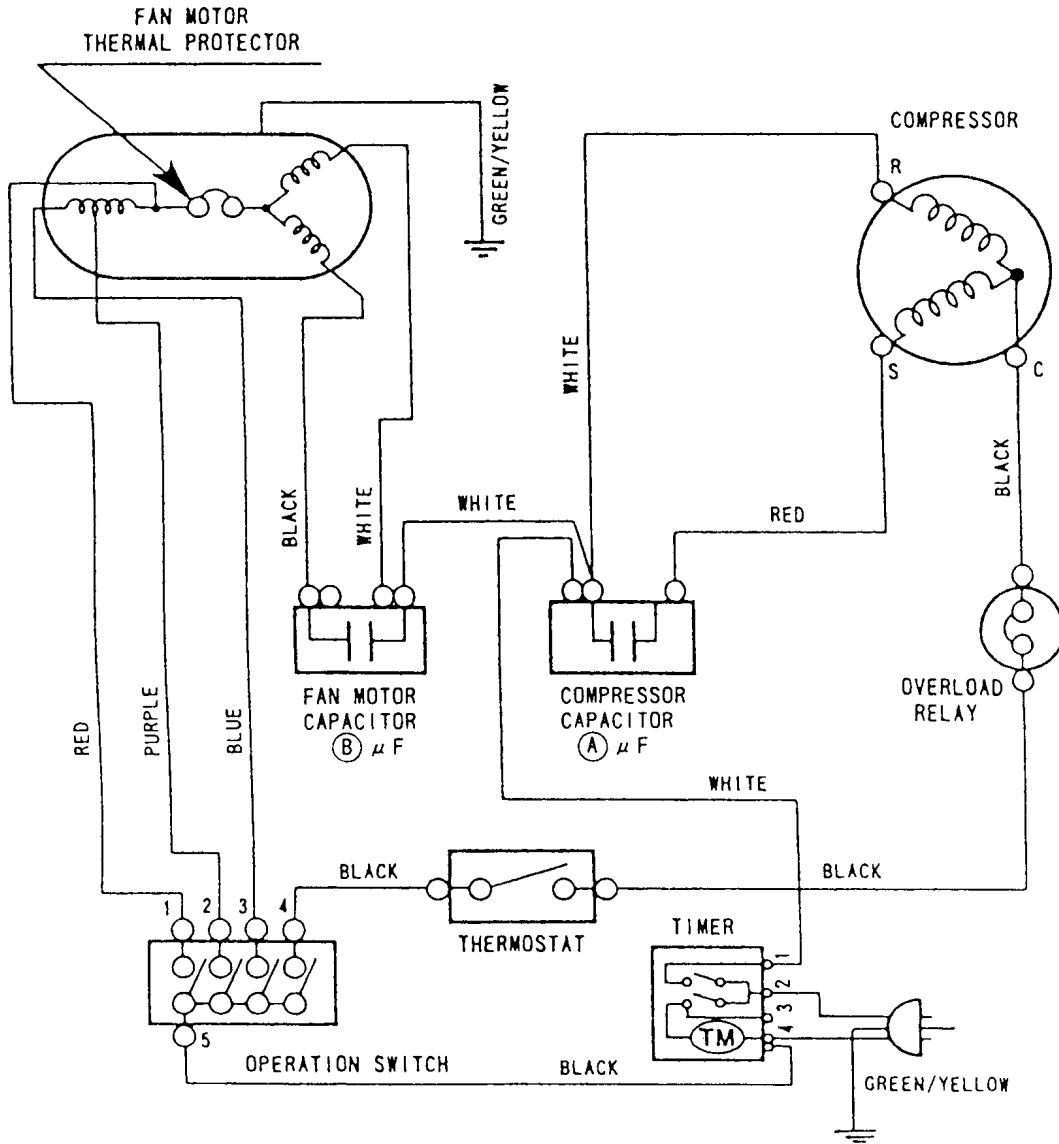 FAN MOTOR
THERMAL PROTECTOR
GREEN/YELLOW
COMPRESSOR
R
S
C
WHITE
BLACK
BLACK
WHITE
WHITE
RED
FAN MOTOR
CAPACITOR
B μF
COMPRESSOR
CAPACITOR
A μF
OVERLOAD
RELAY
RED
PURPLE
BLUE
WHITE
BLACK
BLACK
1 2 3 4
THERMOSTAT
TIMER
1
2
3
4
TM
5
OPERATION SWITCH
BLACK
GREEN/YELLOW